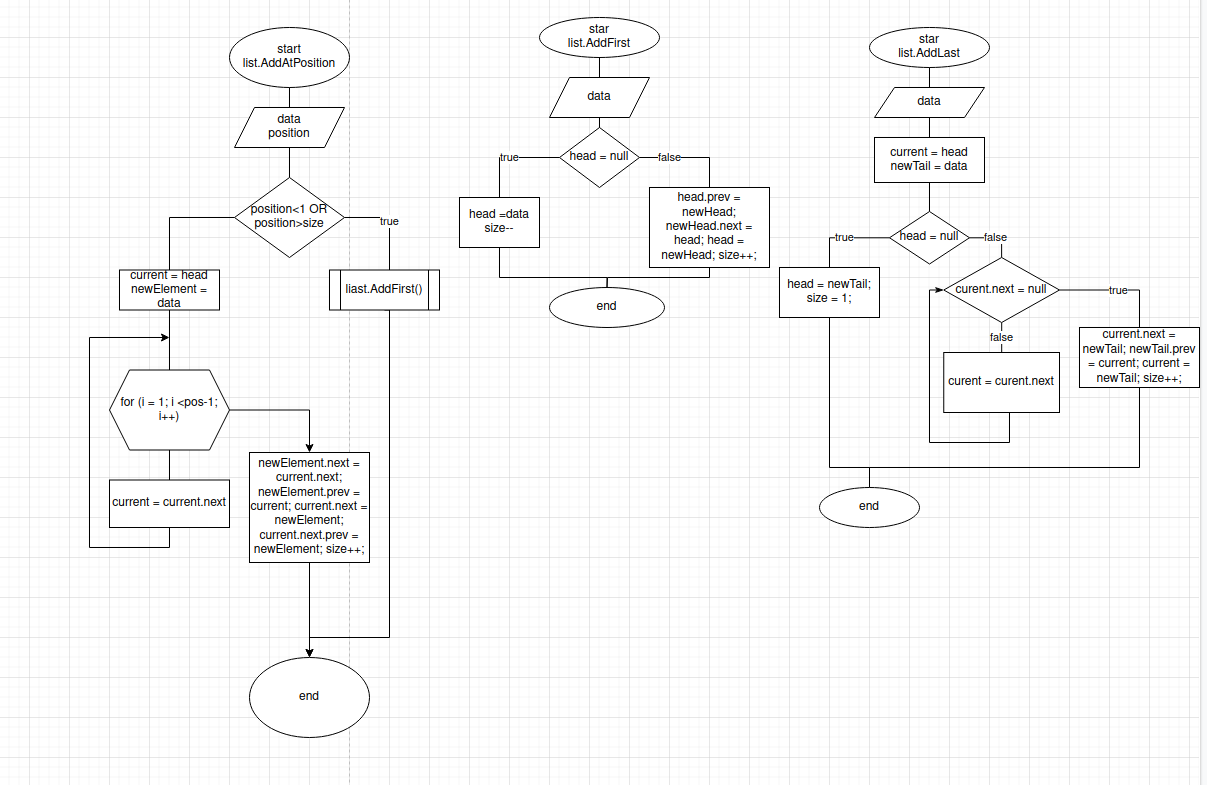 start
list.AddAtPosition
data
position
position<1 OR
position>size
true
current = head
newElement =
data
liast.AddFirst()
for (i = 1; i <pos-1;
i++)
current = current.next
newElement.next =
current.next;
newElement.prev =
current; current.next =
newElement;
current.next.prev =
newElement; size++;
end
star
list.AddFirst
data
head = null
true
false
head =data
size--
head.prev =
newHead;
newHead.next =
head; head =
newHead; size++;
end
star
list.AddLast
data
current = head
newTail = data
head = null
true
false
head = newTail;
size = 1;
curent.next = null
true
false
current.next =
newTail; newTail.prev
= current; current =
newTail; size++;
curent = curent.next
end